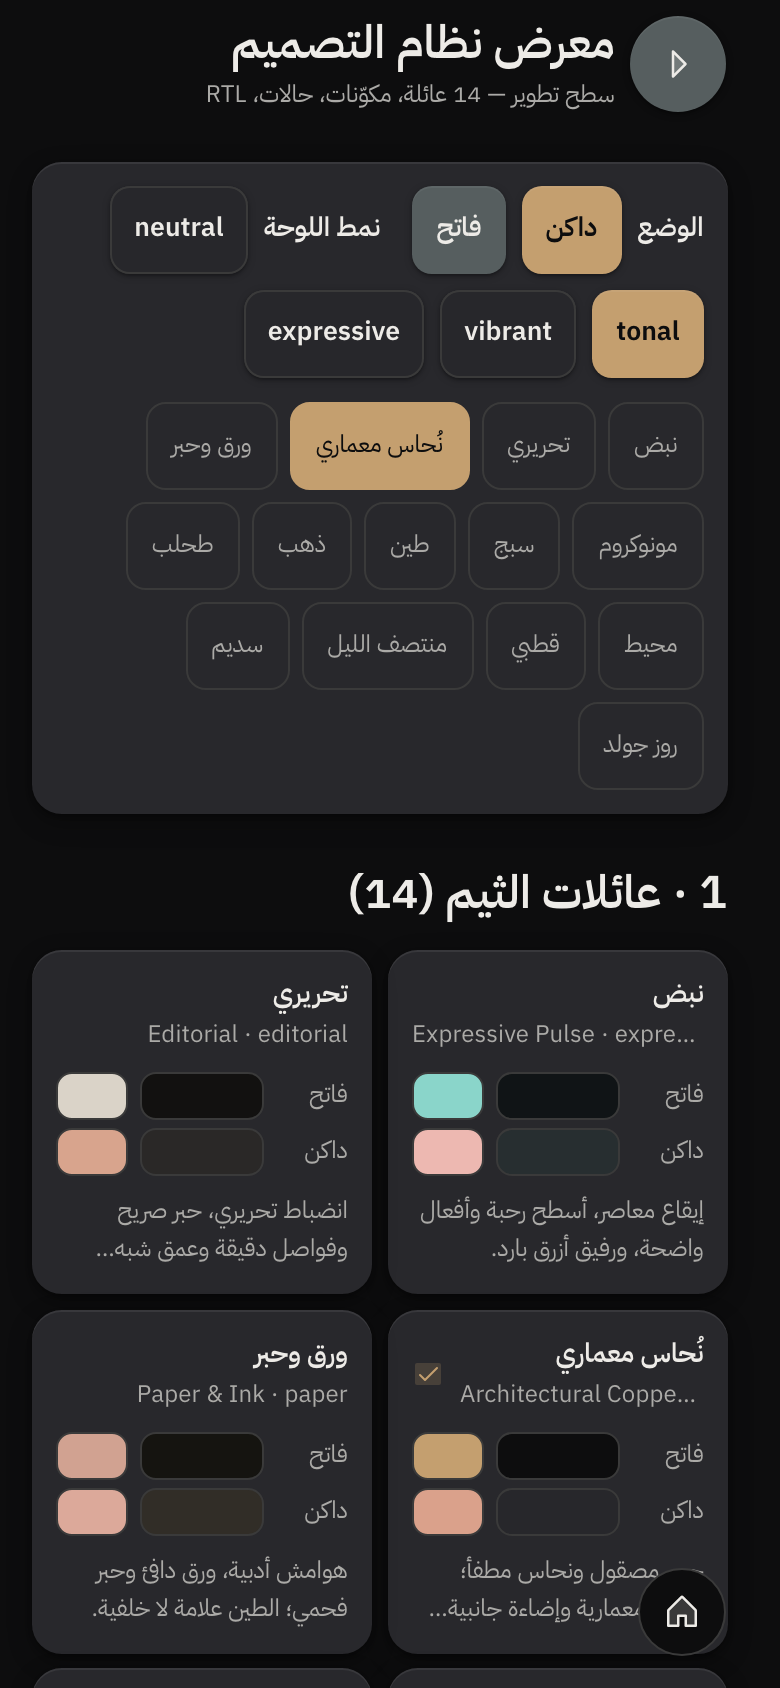 معرض نظام التصميم
سطح تطوير — 14 عائلة، مكوّنات، حالات، RTL
الوضع داكن فاتح نمط اللوحة neutral
tonal vibrant expressive
نبض تحريري نُحاس معماري ورق وحبر
مونوكروم سبج طين ذهب طحلب
محيط قطبي منتصف الليل سديم
روز جولد
1 · عائلات الثيم (14)
نبض
Expressive Pulse · expre...
فاتح
داكن
إيقاع معاصر، أسطح رحبة وأفعال
واضحة، ورفيق أزرق بارد.
تحريري
Editorial · editorial
فاتح
داكن
انضباط تحريري، حبر صريح
وفواصل دقيقة وعمق شبه...
نُحاس معماري
Architectural Coppe...
فاتح
داكن
مصقول ونحاس مطفأ؛
معمارية وإضاءة جانبية...
ورق وحبر
Paper & Ink · paper
فاتح
داكن
هوامش أدبية، ورق دافئ وحبر
فحمي؛ الطين علامة لا خلفية.